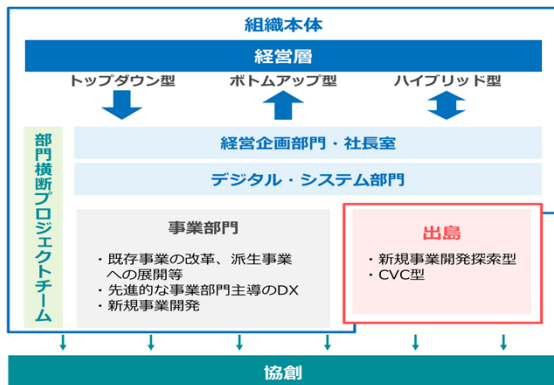 組織本体
経営層
トップダウン型
ボトムアップ型
ハイブリッド型
部門横断プロジェクトチーム
経営企画部門・社長室
デジタル・システム部門
事業部門
・既存事業の改革、派生事業
への展開等
・先進的な事業部門主導のDX
・新規事業開発
出島
・新規事業開発探索型
・CVC型
協創